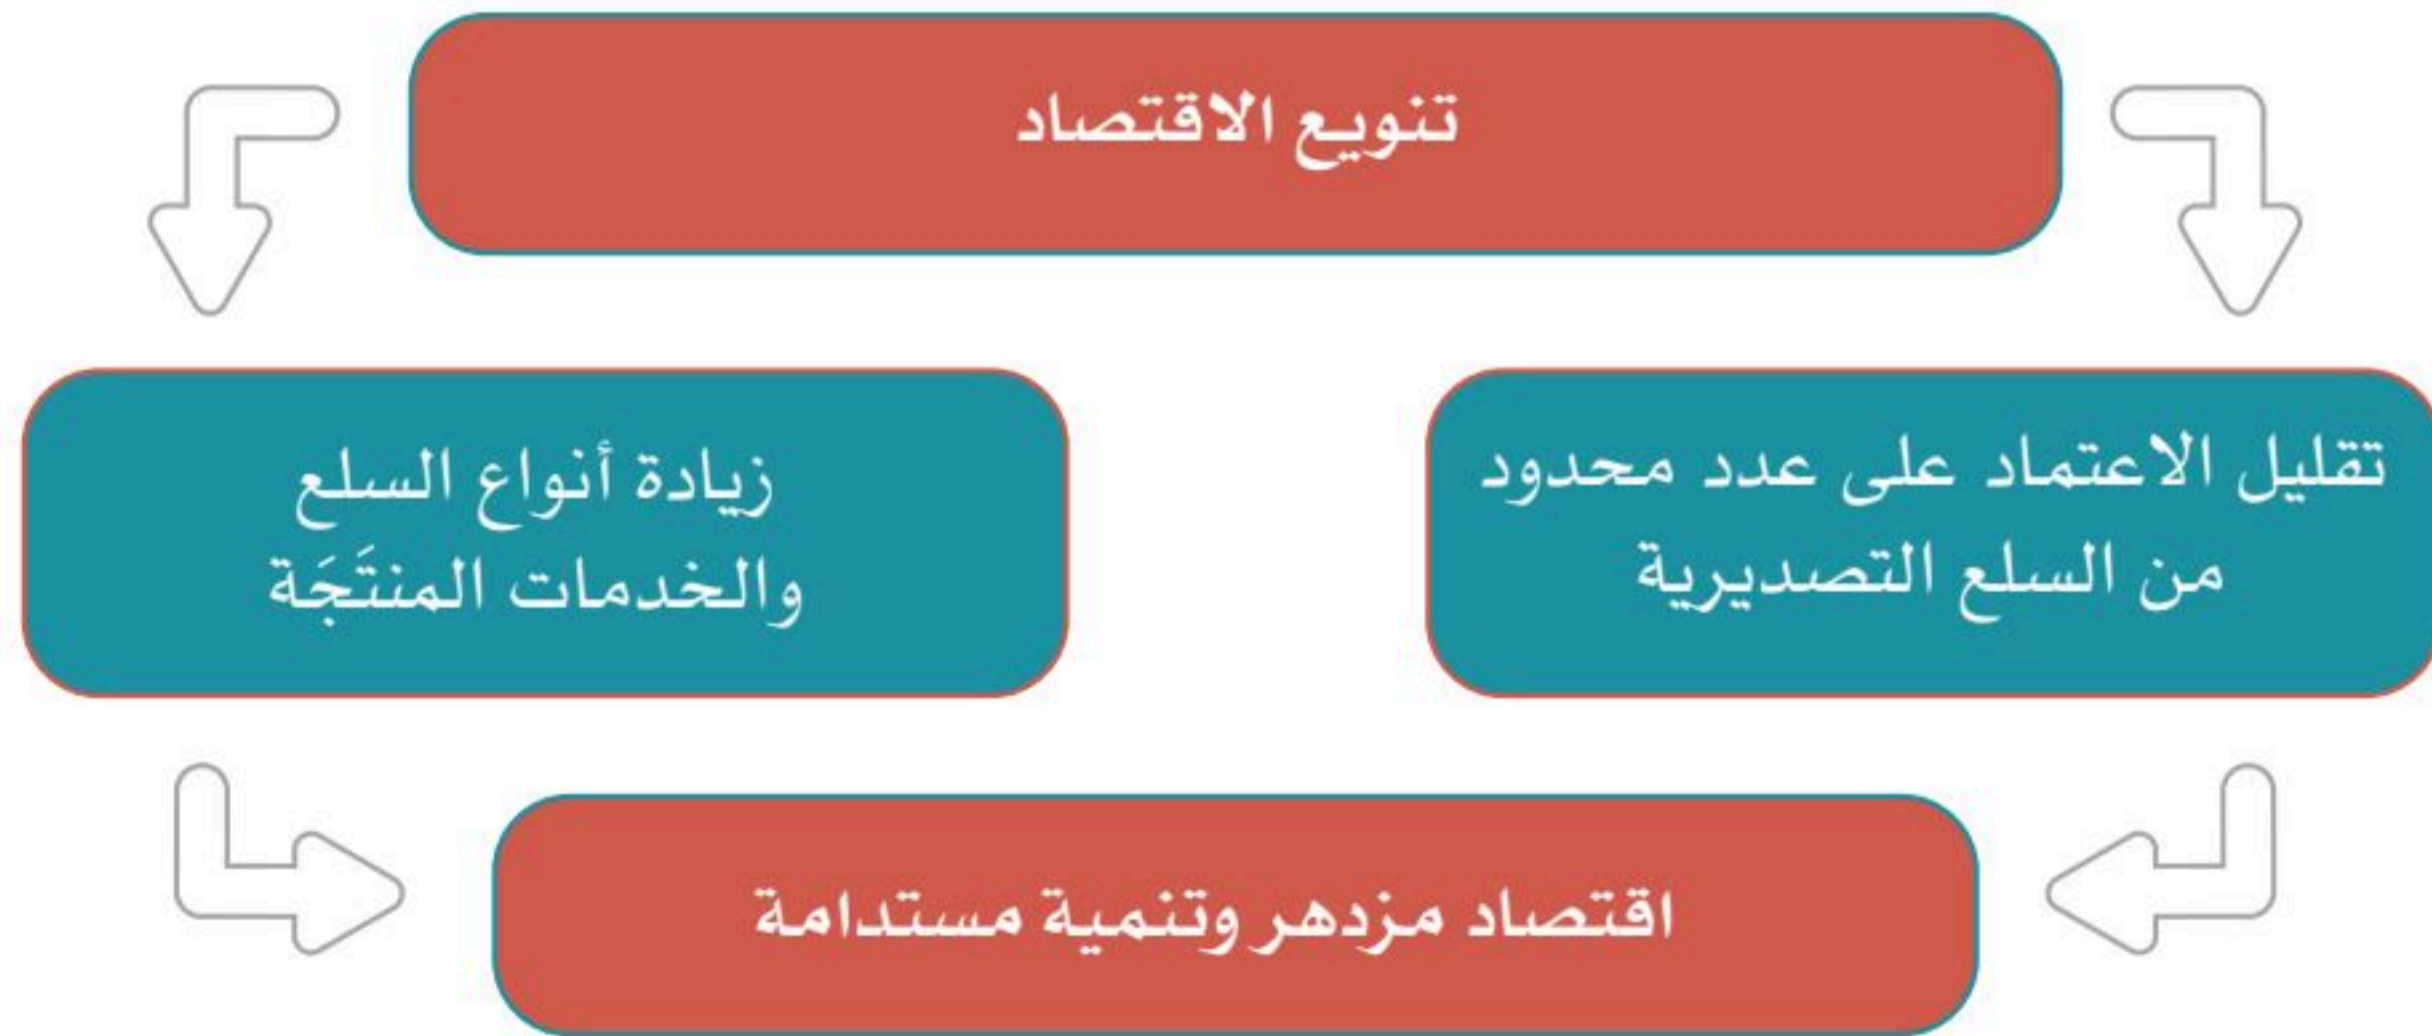 تنويع الاقتصاد
تقليل الاعتماد على عدد محدود
من السلع التصديرية
زيادة أنواع السلع
والخدمات المنتَجَة
اقتصاد مزدهر وتنمية مستدامة